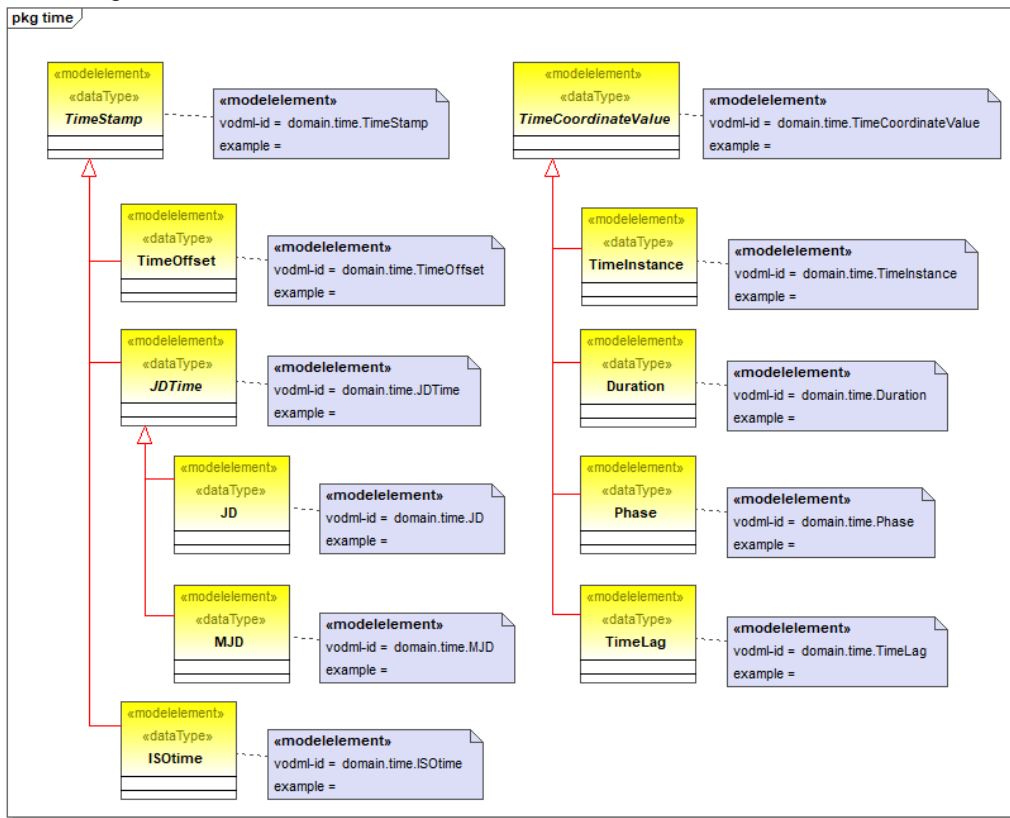 pkg time
«modelelement»
«dataType»
TimeStamp
«modelelement»
vodml-id = domain.time.TimeStamp
example =
«modelelement»
«dataType»
TimeOffset
«modelelement»
vodml-id = domain.time.TimeOffset
example =
«modelelement»
«dataType»
JDTime
«modelelement»
vodml-id = domain.time.JDTime
example =
«modelelement»
«dataType»
JD
«modelelement»
vodml-id = domain.time.JD
example =
«modelelement»
«dataType»
MJD
«modelelement»
vodml-id = domain.time.MJD
example =
«modelelement»
«dataType»
ISOtime
«modelelement»
vodml-id = domain.time.ISOtime
example =
«modelelement»
«dataType»
TimeCoordinateValue
«modelelement»
vodml-id = domain.time.TimeCoordinateValue
example =
«modelelement»
«dataType»
TimeInstance
«modelelement»
vodml-id = domain.time.TimeInstance
example =
«modelelement»
«dataType»
Duration
«modelelement»
vodml-id = domain.time.Duration
example =
«modelelement»
«dataType»
Phase
«modelelement»
vodml-id = domain.time.Phase
example =
«modelelement»
«dataType»
TimeLag
«modelelement»
vodml-id = domain.time.TimeLag
example =